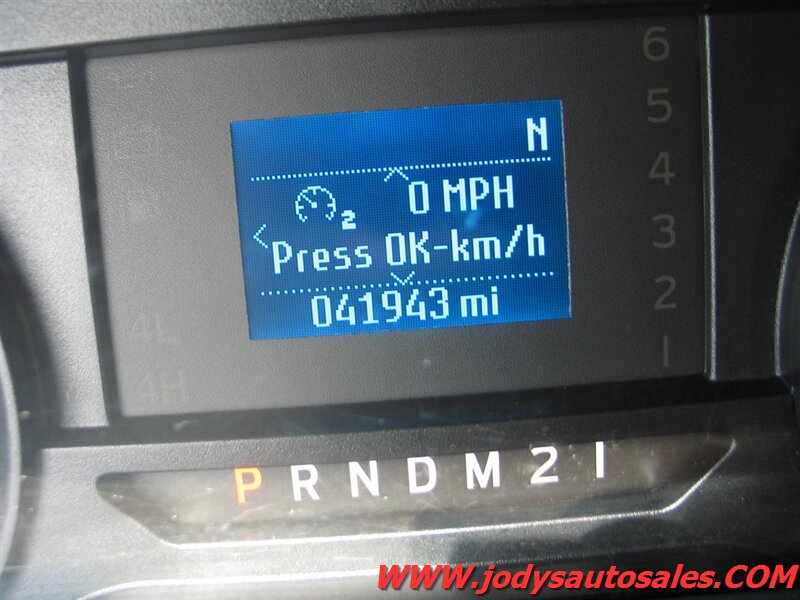 N
2 0 MPH
Press OK-km/h
041943 mi
6
5
4
3
2
1
4H
P R N D M 2 1
WWW.jodysautosales.COM